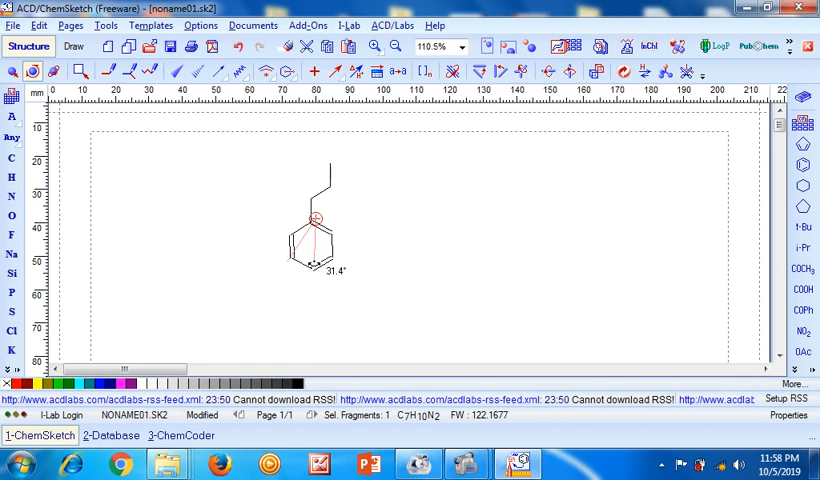 ACD/ChemSketch (Freeware) - [noname01.sk2]
File Edit Pages Tools Templates Options Documents Add-Ons I-Lab ACD/Labs Help
Structure Draw 110.5% InChI LogP PubChem
mm 0 10 20 30 40 50 60 70 80 90 100 110 120 130 140 150 160 170 180 190 200 210 22
10
20
30
40
50
60
70
80
A
Any
C
H
N
O
F
Na
Si
P
S
Cl
K
31.4°
t-Bu
i-Pr
COCH3
COOH
COPh
NO2
OAc
More...
http://www.acdlabs.com/acdlabs-rss-feed.xml: 23:50 Cannot download RSS! http://www.acdlabs.com/acdlabs-rss-feed.xml: 23:50 Cannot download RSS! http://www.acdlab Setup RSS
I-Lab Login NONAME01.SK2 Modified Page 1/1 Sel. Fragments: 1 C7H10N2 FW : 122.1677 Properties
1-ChemSketch 2-Database 3-ChemCoder
11:58 PM
10/5/2019